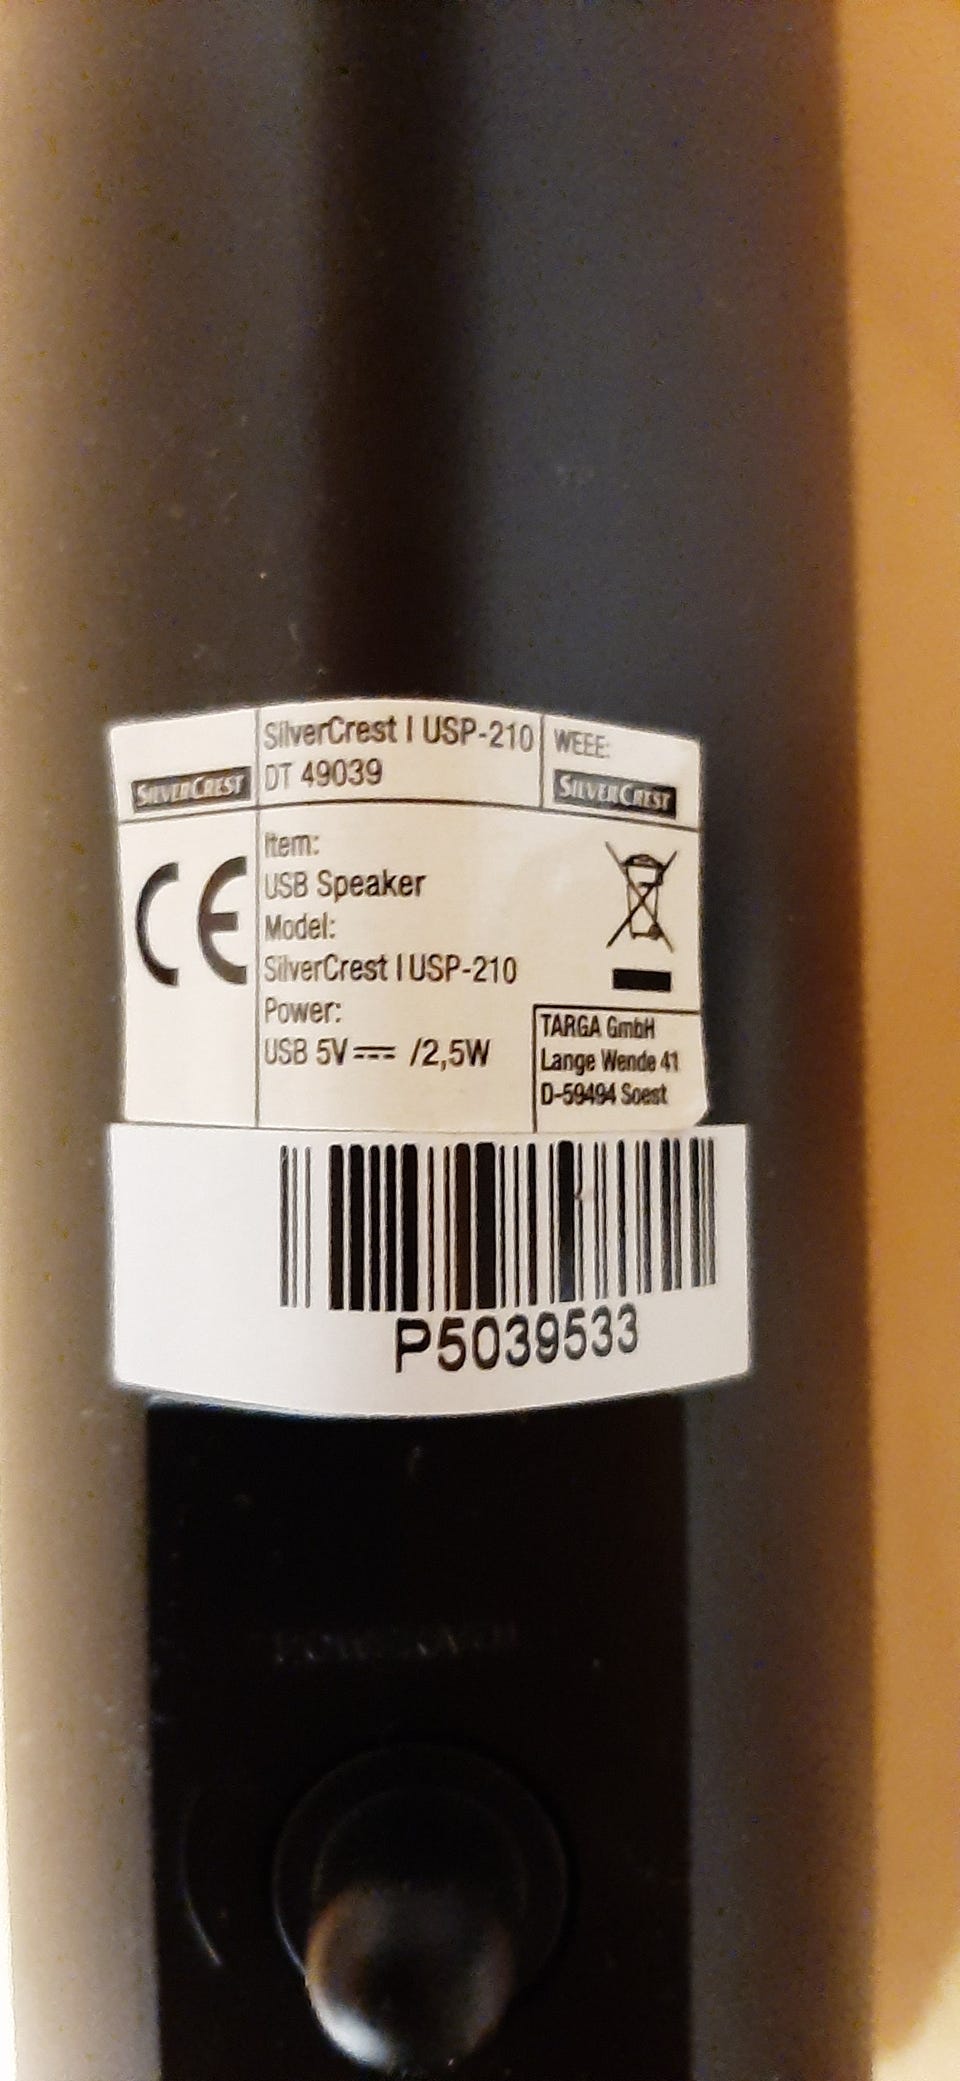 SilverCrest I USP-210
DT 49039
SILVERCREST
WEEE:
SILVERCREST
CE
Item:
USB Speaker
Model:
SilverCrest I USP-210
Power:
USB 5V⎓ /2,5W
TARGA GmbH
Lange Wende 41
D-59494 Soest
P5039533